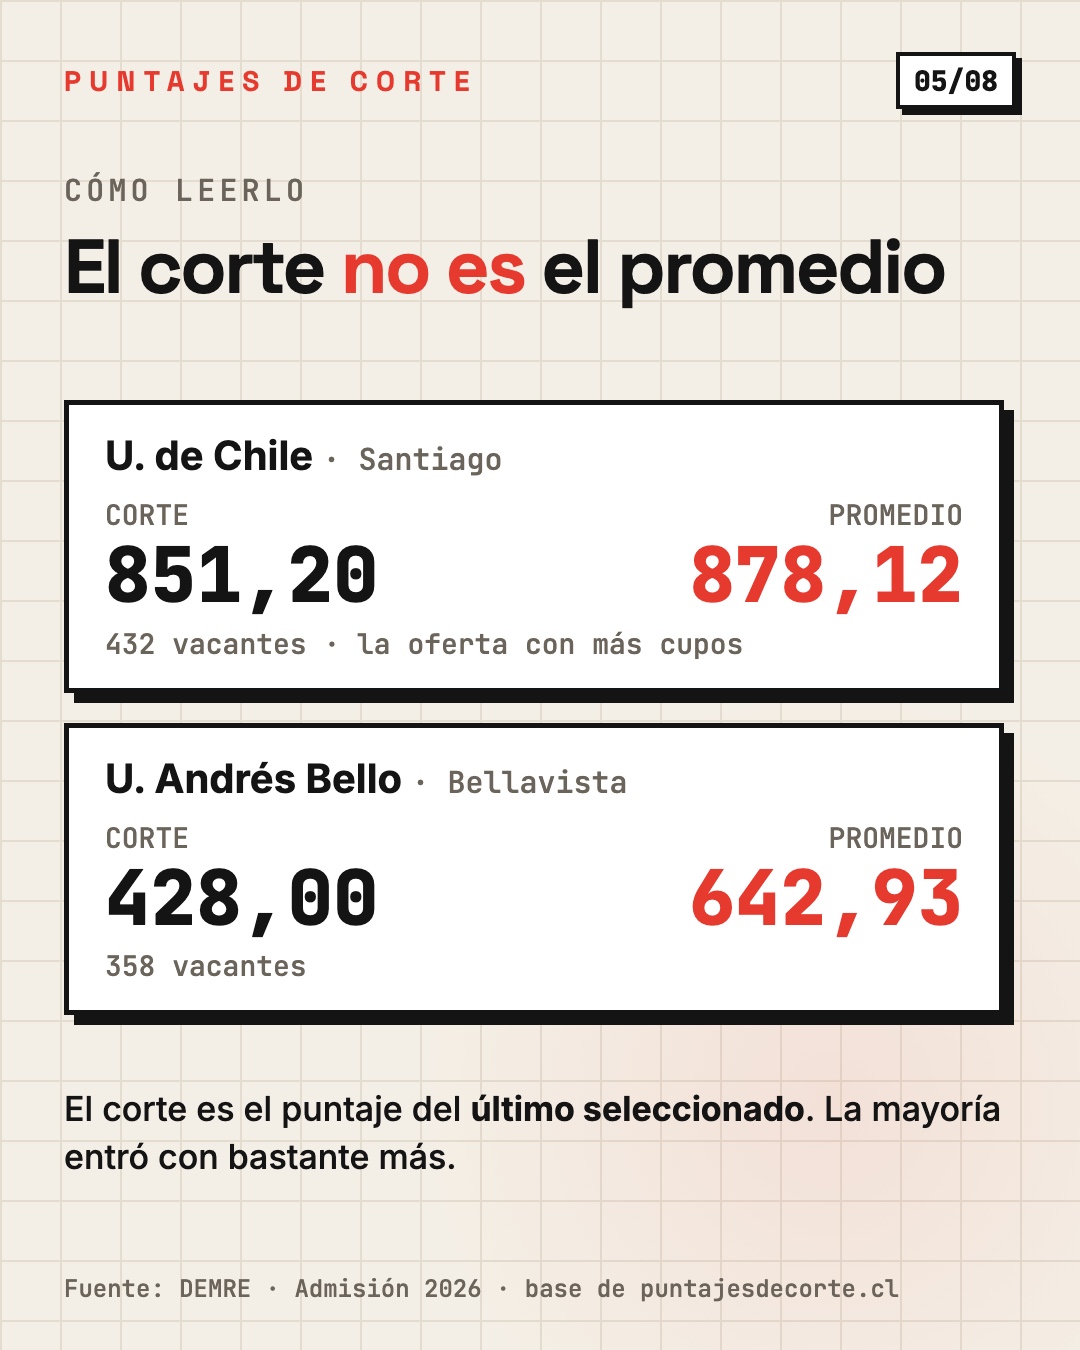 PUNTAJES DE CORTE
05/08
CÓMO LEERLO
El corte no es el promedio
U. de Chile · Santiago
CORTE PROMEDIO
851,20 878,12
432 vacantes · la oferta con más cupos
U. Andrés Bello · Bellavista
CORTE PROMEDIO
428,00 642,93
358 vacantes
El corte es el puntaje del último seleccionado. La mayoría
entró con bastante más.
Fuente: DEMRE · Admisión 2026 · base de puntajesdecorte.cl